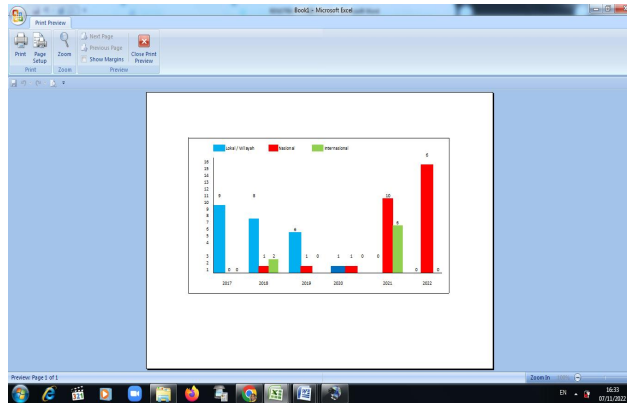 Book1 - Microsoft Excel
Print Preview
Print
Page Setup
Zoom
Next Page
Previous Page
Show Margins
Close Print Preview
Print
Zoom
Preview
Lokal / Wilayah
Nasional
Internasional
16
15
14
13
12
11
10
9
8
7
6
5
4
3
2
1
0 0
8
1 2
6
1 0
1 1 0
0 10
0
0
2017 2018 2019 2020 2021 2022
Preview: Page 1 of 1
Zoom In
EN
16:33
07/11/2022